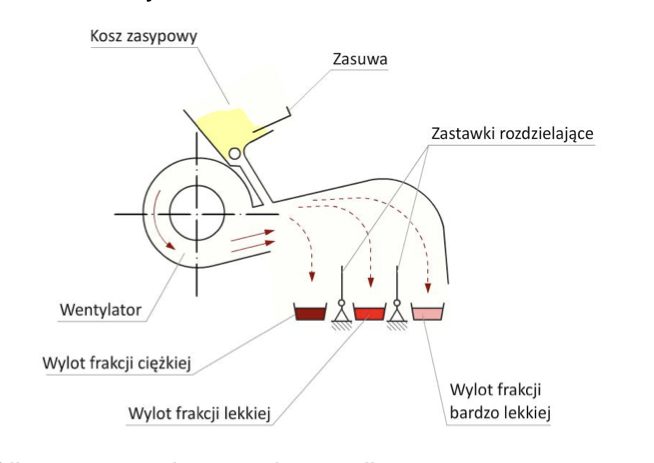 Kosz zasypowy
Zasuwa
Zastawki rozdzielające
Wentylator
Wylot frakcji ciężkiej
Wylot frakcji lekkiej
Wylot frakcji
bardzo lekkiej